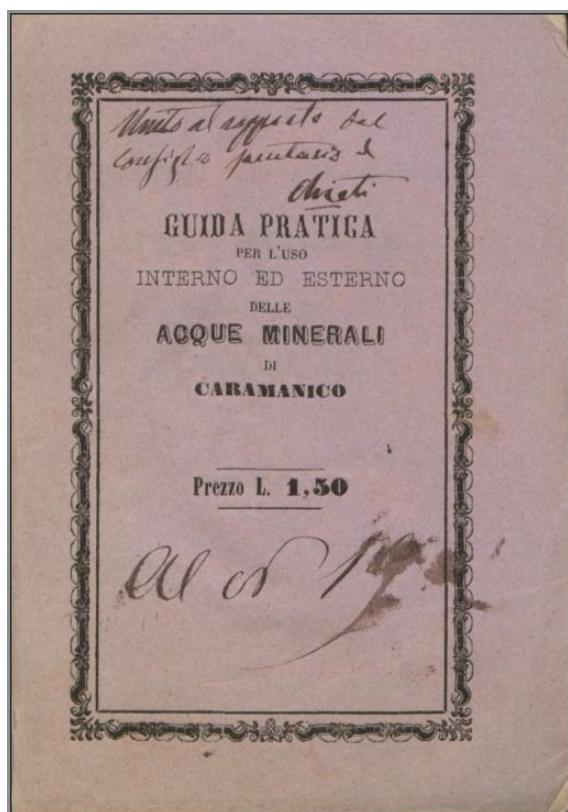 Unito al rapporto del
Consiglio sanitario di
Chieti
GUIDA PRATICA
PER L'USO
INTERNO ED ESTERNO
DELLE
ACQUE MINERALI
DI
CARAMANICO
Prezzo L. 1,50